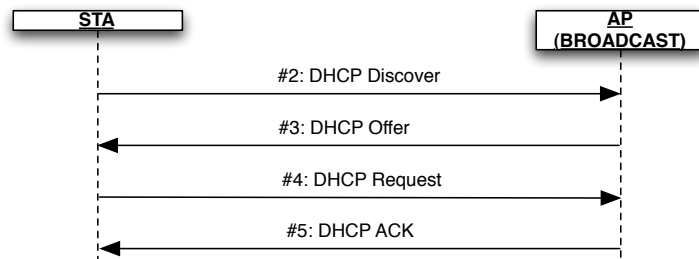 STA
AP
(BROADCAST)
#2: DHCP Discover
#3: DHCP Offer
#4: DHCP Request
#5: DHCP ACK